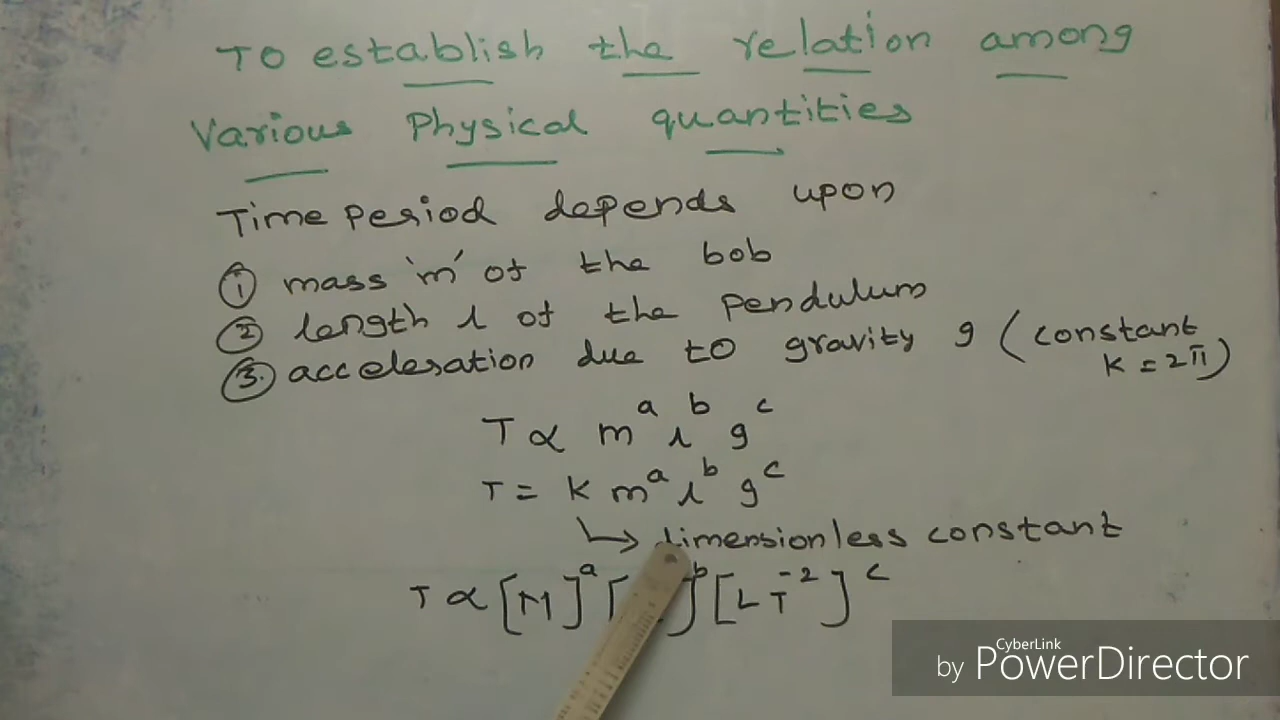 To establish the relation among
Various Physical quantities
Time period depends upon
① mass 'm' of the bob
② length l of the pendulum
③. acceleration due to gravity g (constant
K = 2π)
T ∝ m^a l^b g^c
T = K m^a l^b g^c
↳ dimensionless constant
T ∝ [M]^a [ ]^b [LT^-2]^c
CyberLink
by PowerDirector